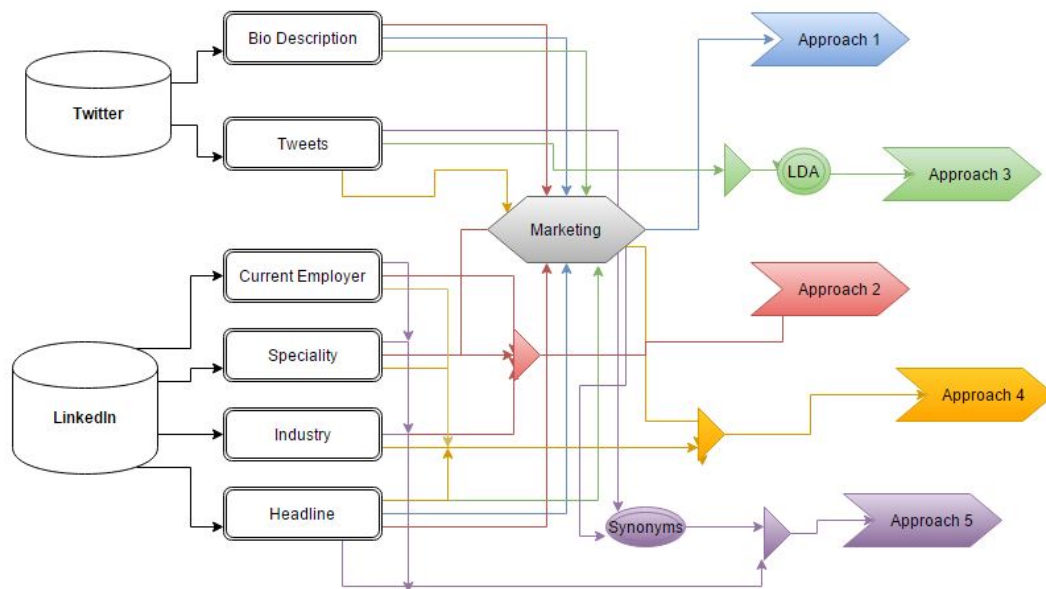 Bio Description
Approach 1
Twitter
Tweets
LDA
Approach 3
Marketing
Current Employer
Approach 2
Speciality
LinkedIn
Approach 4
Industry
Headline
Synonyms
Approach 5